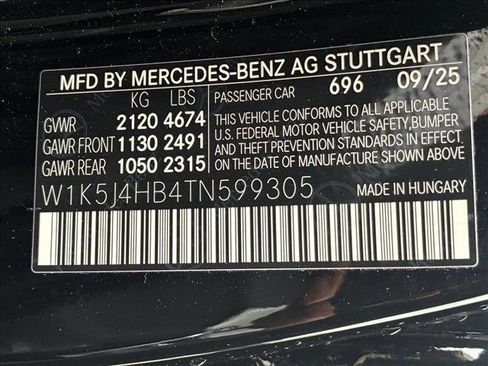 MFD BY MERCEDES-BENZ AG STUTTGART
KG LBS PASSENGER CAR 696 09/25
GVWR 2120 4674
GAWR FRONT 1130 2491
GAWR REAR 1050 2315
THIS VEHICLE CONFORMS TO ALL APPLICABLE
U.S. FEDERAL MOTOR VEHICLE SAFETY, BUMPER
AND THEFT PREVENTION STANDARDS IN EFFECT
ON THE DATE OF MANUFACTURE SHOWN ABOVE.
W1K5J4HB4TN599305 MADE IN HUNGARY